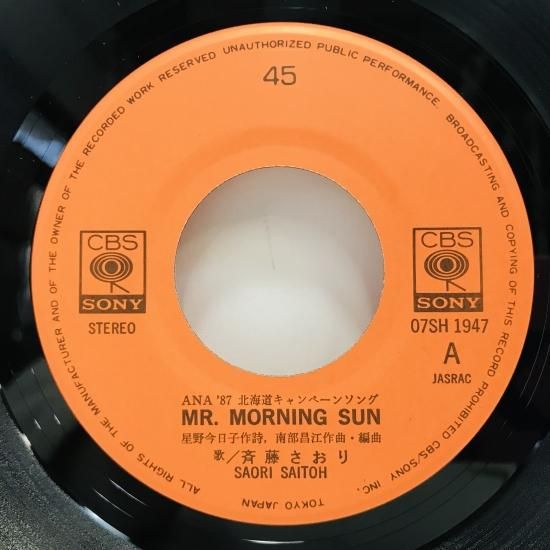 ALL RIGHTS OF THE MANUFACTURER AND OF THE OWNER OF THE RECORDED WORK RESERVED UNAUTHORIZED PUBLIC PERFORMANCE. BROADCASTING AND COPYING OF THIS RECORD PROHIBITED CBS/SONY INC.
TOKYO JAPAN
45
CBS
SONY
STEREO
CBS
SONY
07SH 1947
A
JASRAC
ANA '87 北海道キャンペーンソング
MR. MORNING SUN
星野今日子作詩, 南部昌江作曲・編曲
歌／斉藤さおり
SAORI SAITOH